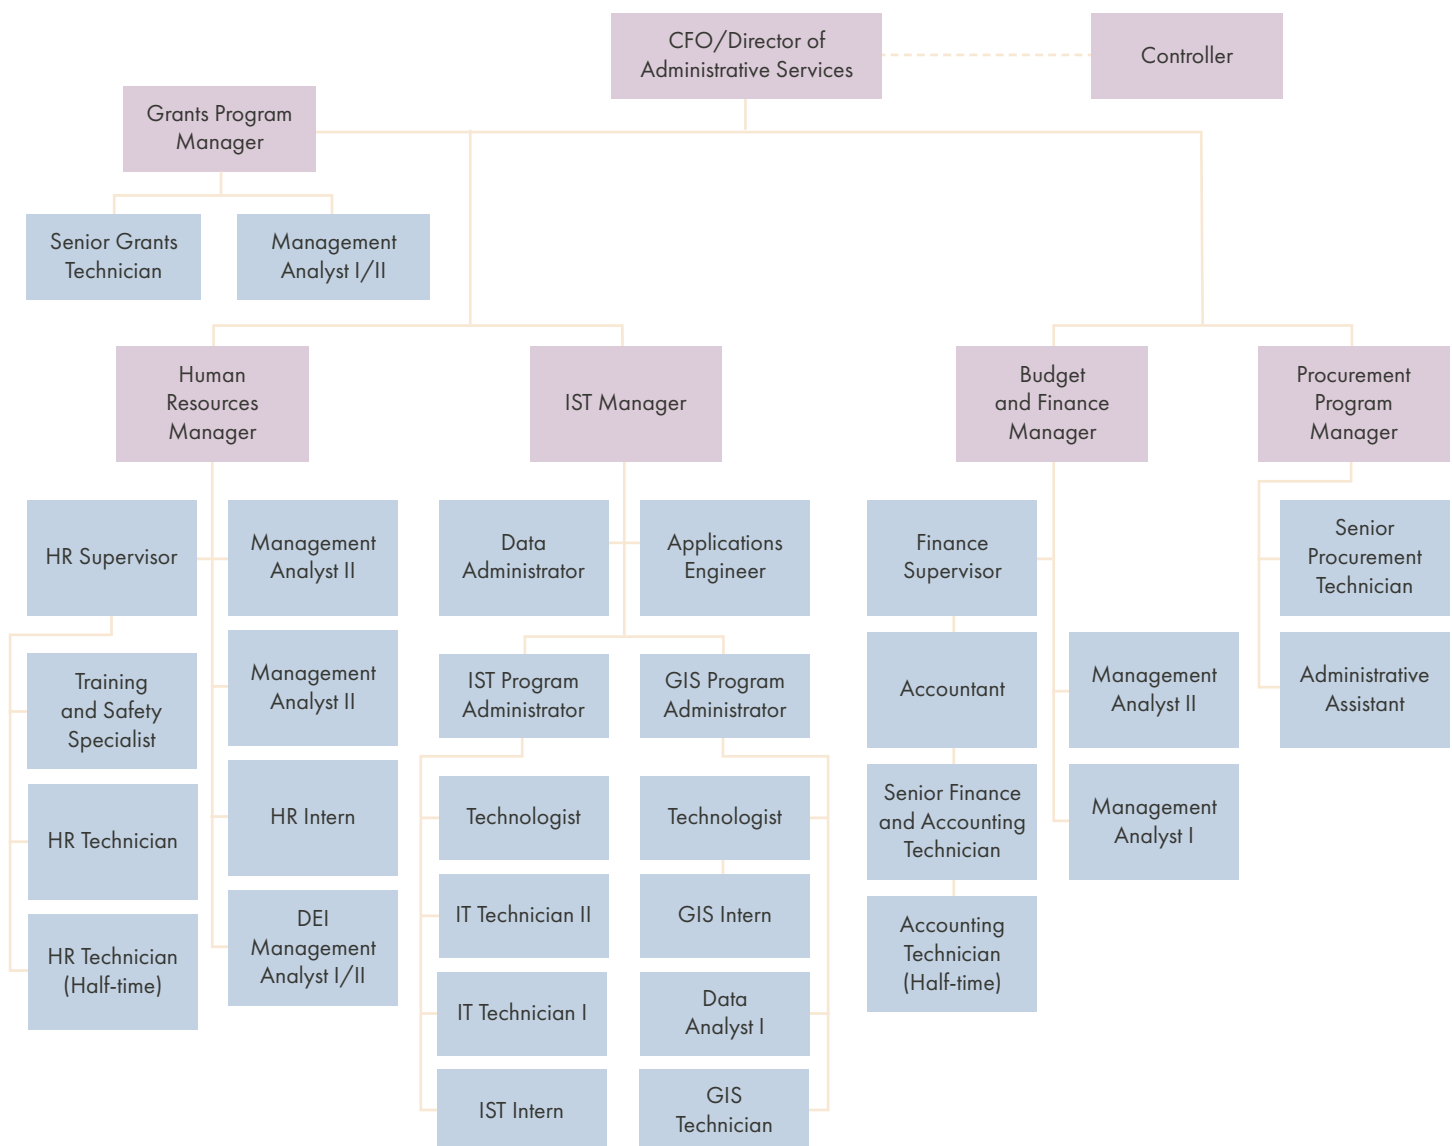 CFO/Director of
Administrative Services
Controller
Grants Program
Manager
Senior Grants
Technician
Management
Analyst I/II
Human
Resources
Manager
IST Manager
Budget
and Finance
Manager
Procurement
Program
Manager
HR Supervisor
Management
Analyst II
Training
and Safety
Specialist
Management
Analyst II
HR Technician
HR Intern
HR Technician
(Half-time)
DEI
Management
Analyst I/II
Data
Administrator
Applications
Engineer
IST Program
Administrator
GIS Program
Administrator
Technologist
IT Technician II
IT Technician I
IST Intern
Technologist
GIS Intern
Data
Analyst I
GIS
Technician
Finance
Supervisor
Accountant
Senior Finance
and Accounting
Technician
Accounting
Technician
(Half-time)
Management
Analyst II
Management
Analyst I
Senior
Procurement
Technician
Administrative
Assistant